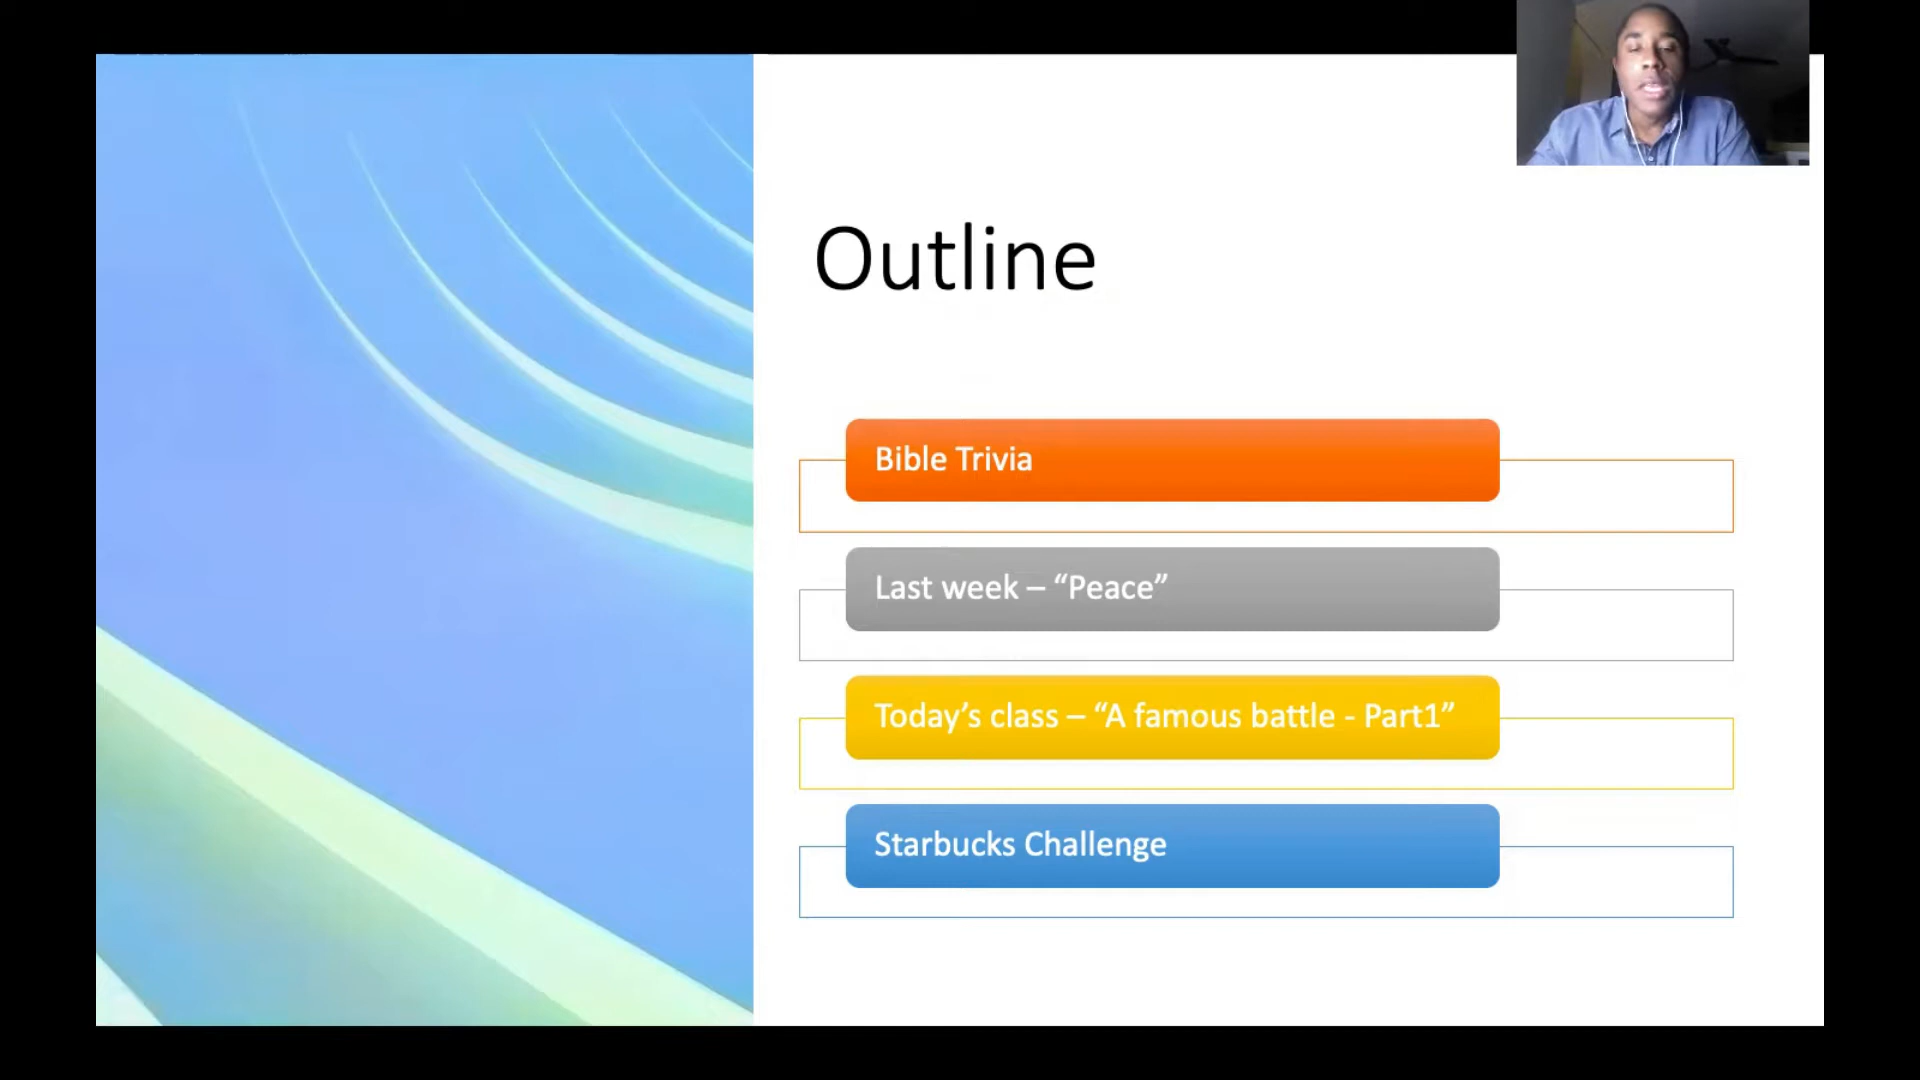 Outline
Bible Trivia
Last week – “Peace”
Today’s class – “A famous battle - Part1”
Starbucks Challenge